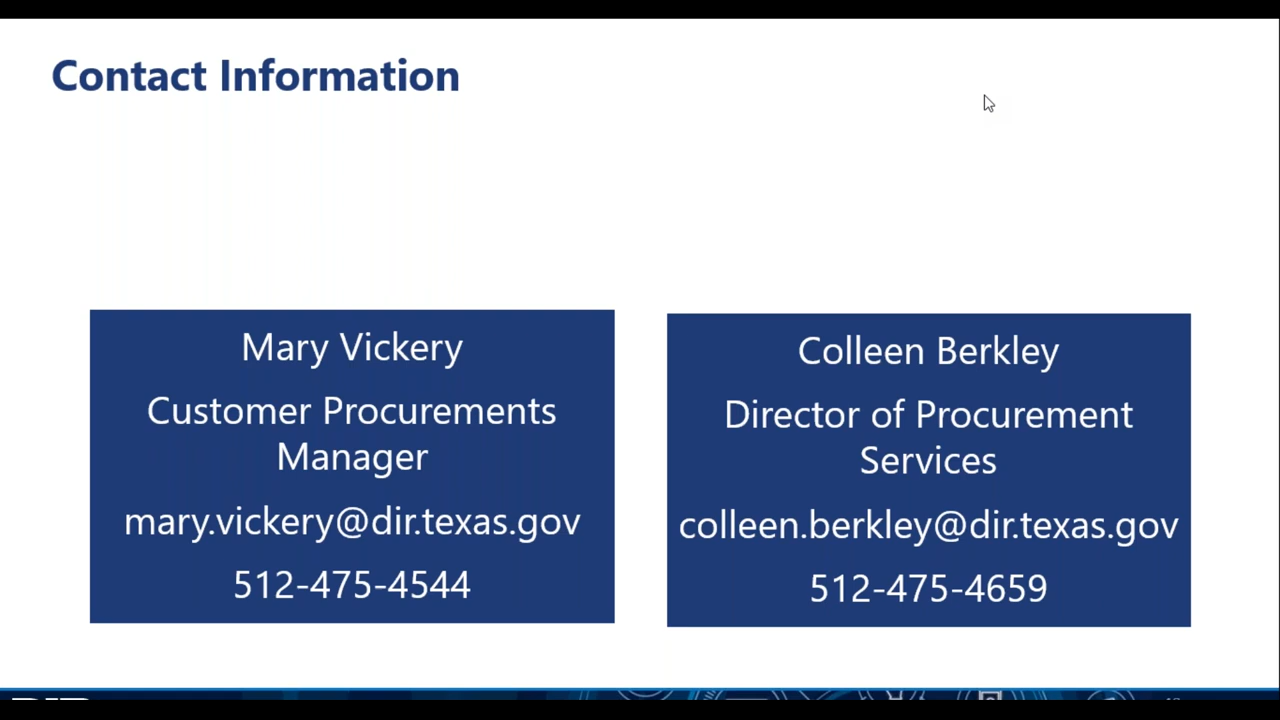 Contact Information
Mary Vickery
Customer Procurements
Manager
mary.vickery@dir.texas.gov
512-475-4544
Colleen Berkley
Director of Procurement
Services
colleen.berkley@dir.texas.gov
512-475-4659